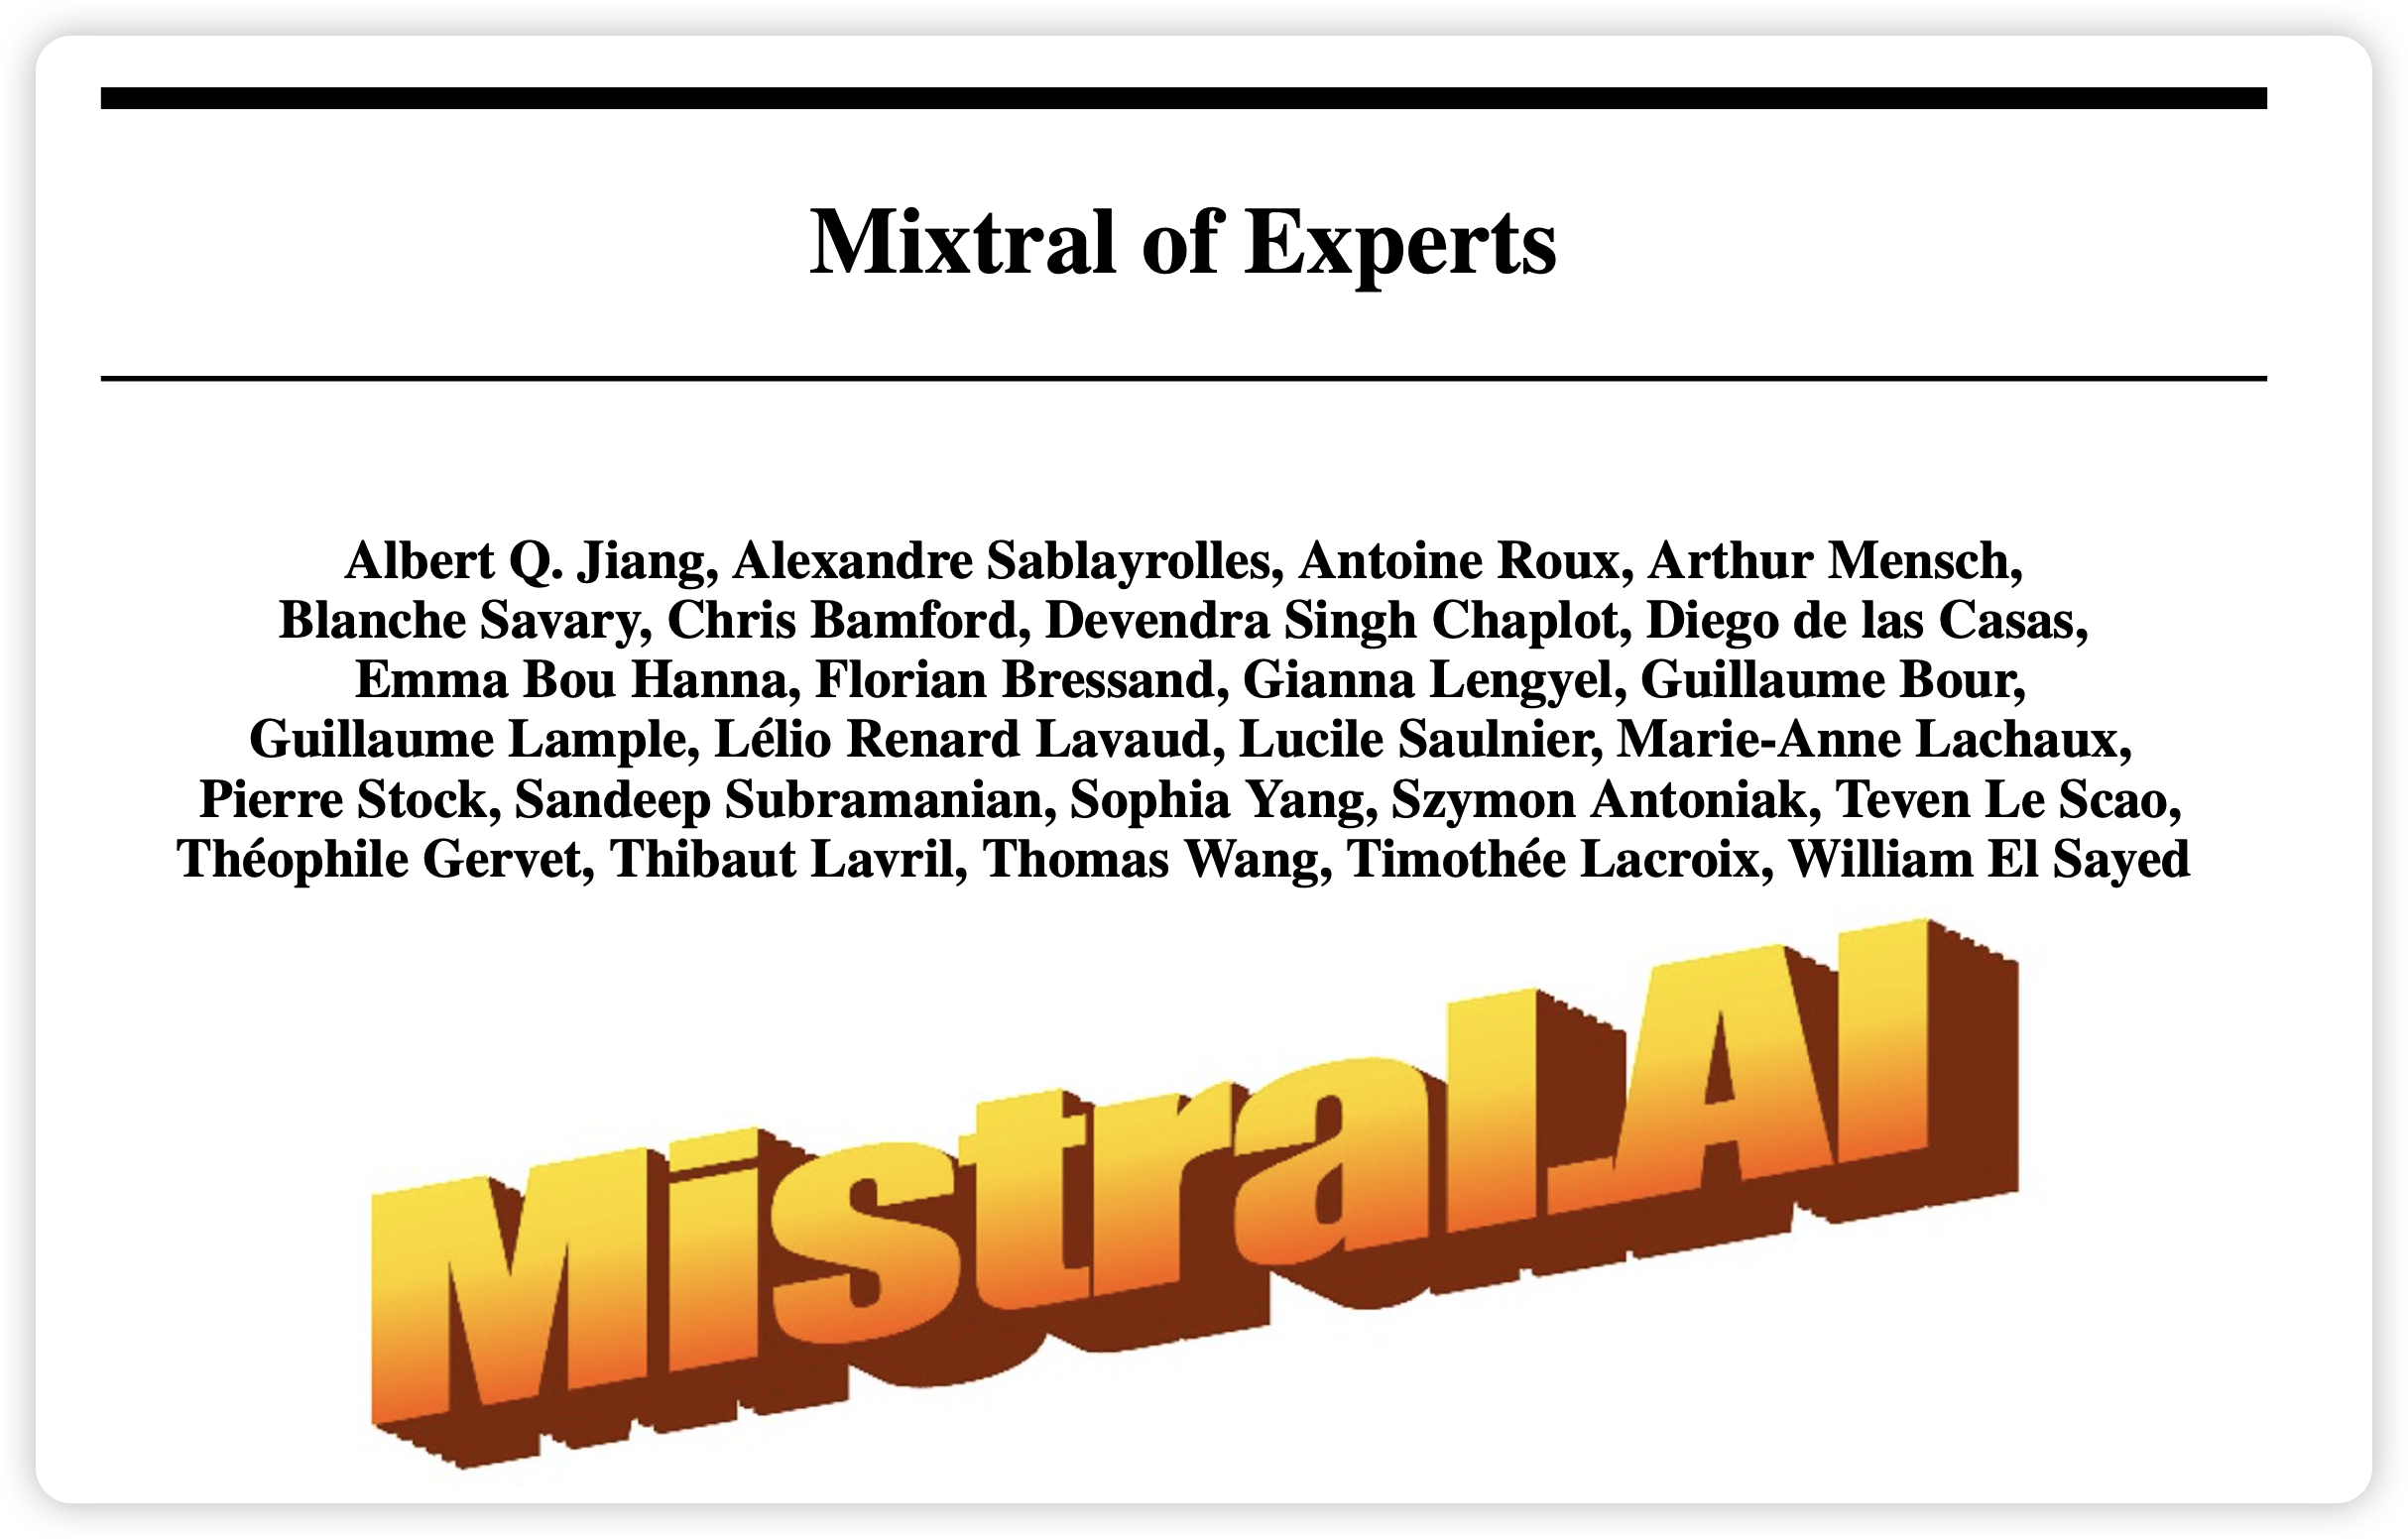 Mixtral of Experts
Albert Q. Jiang, Alexandre Sablayrolles, Antoine Roux, Arthur Mensch,
Blanche Savary, Chris Bamford, Devendra Singh Chaplot, Diego de las Casas,
Emma Bou Hanna, Florian Bressand, Gianna Lengyel, Guillaume Bour,
Guillaume Lample, Lélio Renard Lavaud, Lucile Saulnier, Marie-Anne Lachaux,
Pierre Stock, Sandeep Subramanian, Sophia Yang, Szymon Antoniak, Teven Le Scao,
Théophile Gervet, Thibaut Lavril, Thomas Wang, Timothée Lacroix, William El Sayed
Mistral.AI